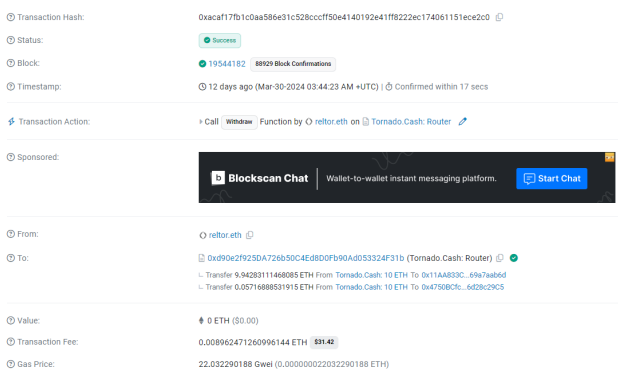 Transaction Hash: 0xacaf17fb1c0aa586e31c528cccff50e4140192e41ff8222ec174061151ece2c0
Status: Success
Block: 19544182 88929 Block Confirmations
Timestamp: 12 days ago (Mar-30-2024 03:44:23 AM +UTC) | Confirmed within 17 secs
Transaction Action: Call Withdraw Function by reltor.eth on Tornado.Cash: Router
Sponsored: b Blockscan Chat Wallet-to-wallet instant messaging platform. Start Chat
From: reltor.eth
To: 0xd90e2f925DA726b50C4Ed8D0Fb90Ad053324F31b (Tornado.Cash: Router)
Transfer 9.94283111468085 ETH From Tornado.Cash: 10 ETH To 0x11AA833C...69a7aab6d
Transfer 0.05716888531915 ETH From Tornado.Cash: 10 ETH To 0x4750BCfc...6d28c29C5
Value: 0 ETH ($0.00)
Transaction Fee: 0.008962471260996144 ETH $31.42
Gas Price: 22.032290188 Gwei (0.000000022032290188 ETH)